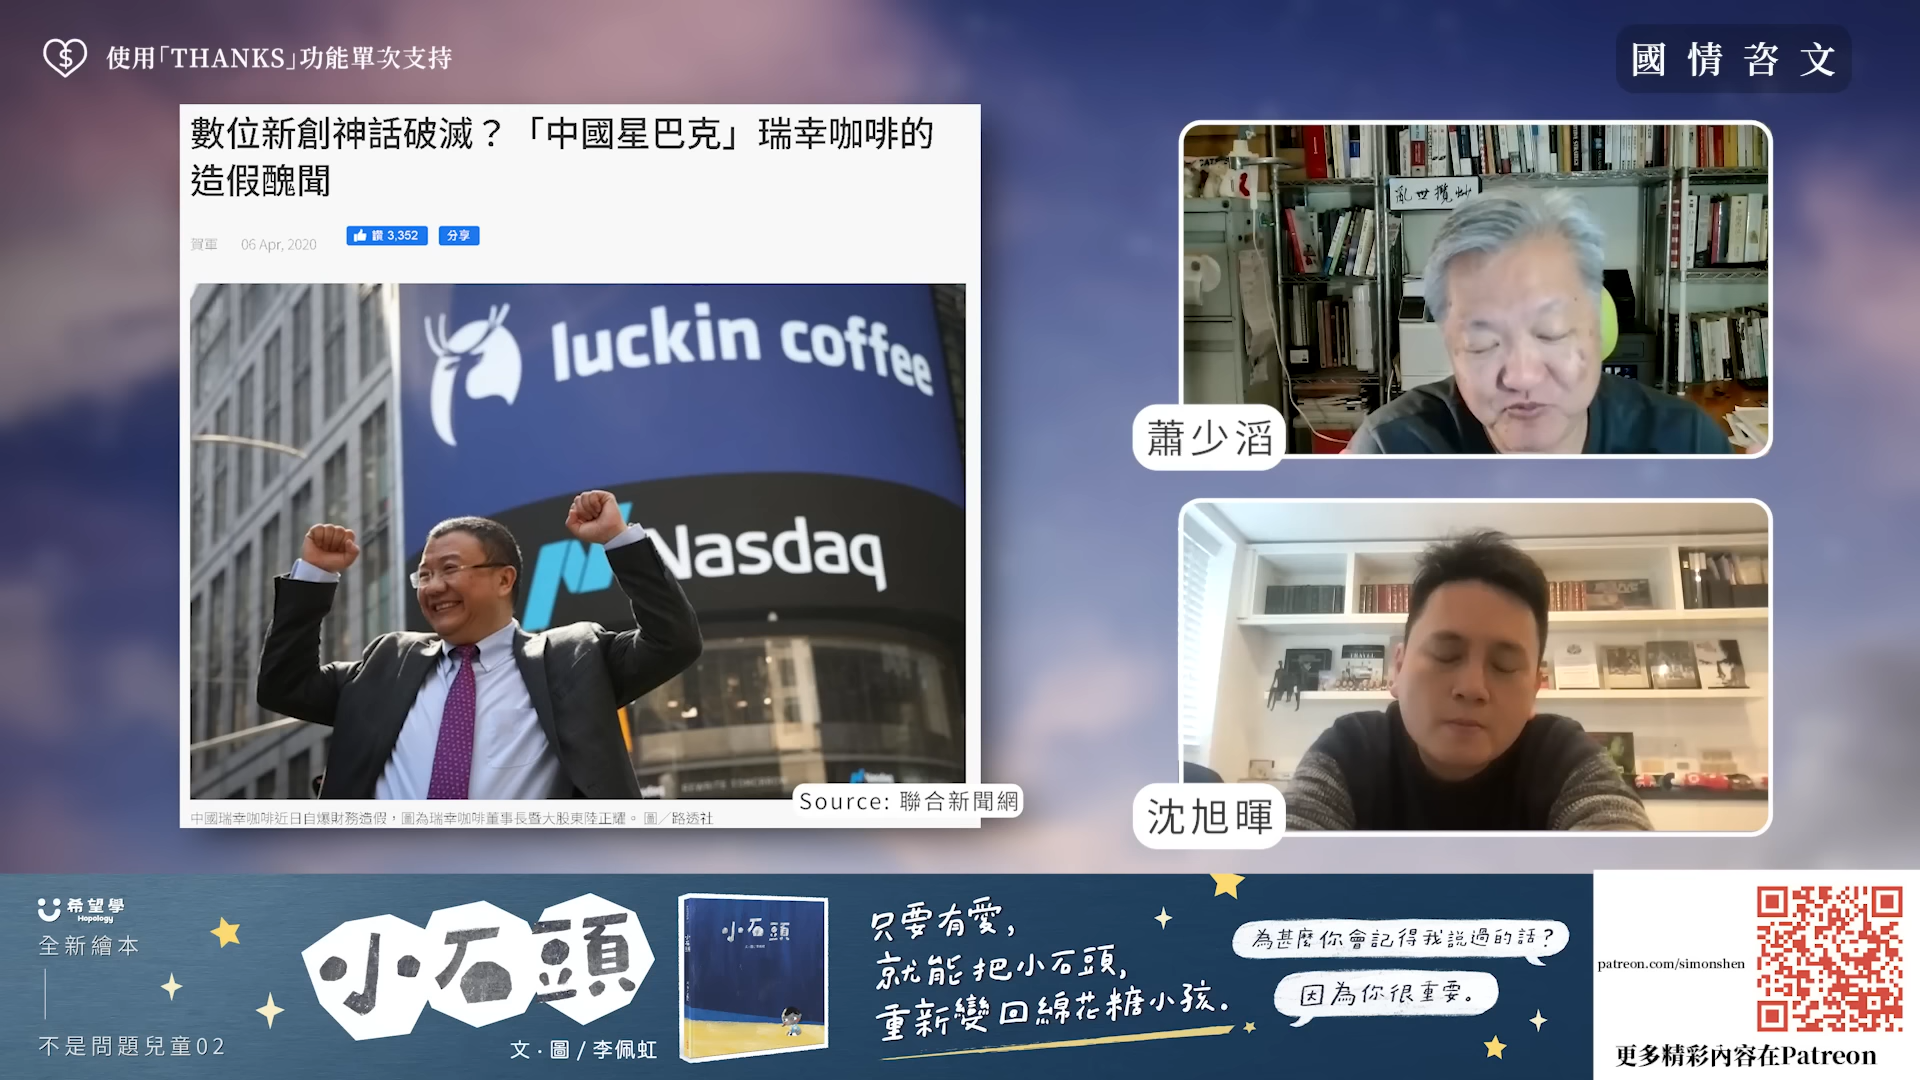 使用「THANKS」功能單次支持
國情咨文
數位新創神話破滅？「中國星巴克」瑞幸咖啡的
造假醜聞
賀軍 06 Apr, 2020 讚 3,352 分享
luckin coffee
Nasdaq
Source: 聯合新聞網
中國瑞幸咖啡近日自爆財務造假，圖為瑞幸咖啡董事長暨大股東陸正耀。 圖／路透社
蕭少滔
沈旭暉
希望學
Hopology
全新繪本
不是問題兒童02
小石頭
文·圖/李佩虹
小石頭
只要有愛，
就能把小石頭，
重新變回綿花糖小孩。
為甚麼你會記得我說過的話？
因為你很重要。
patreon.com/simonshen
更多精彩內容在Patreon